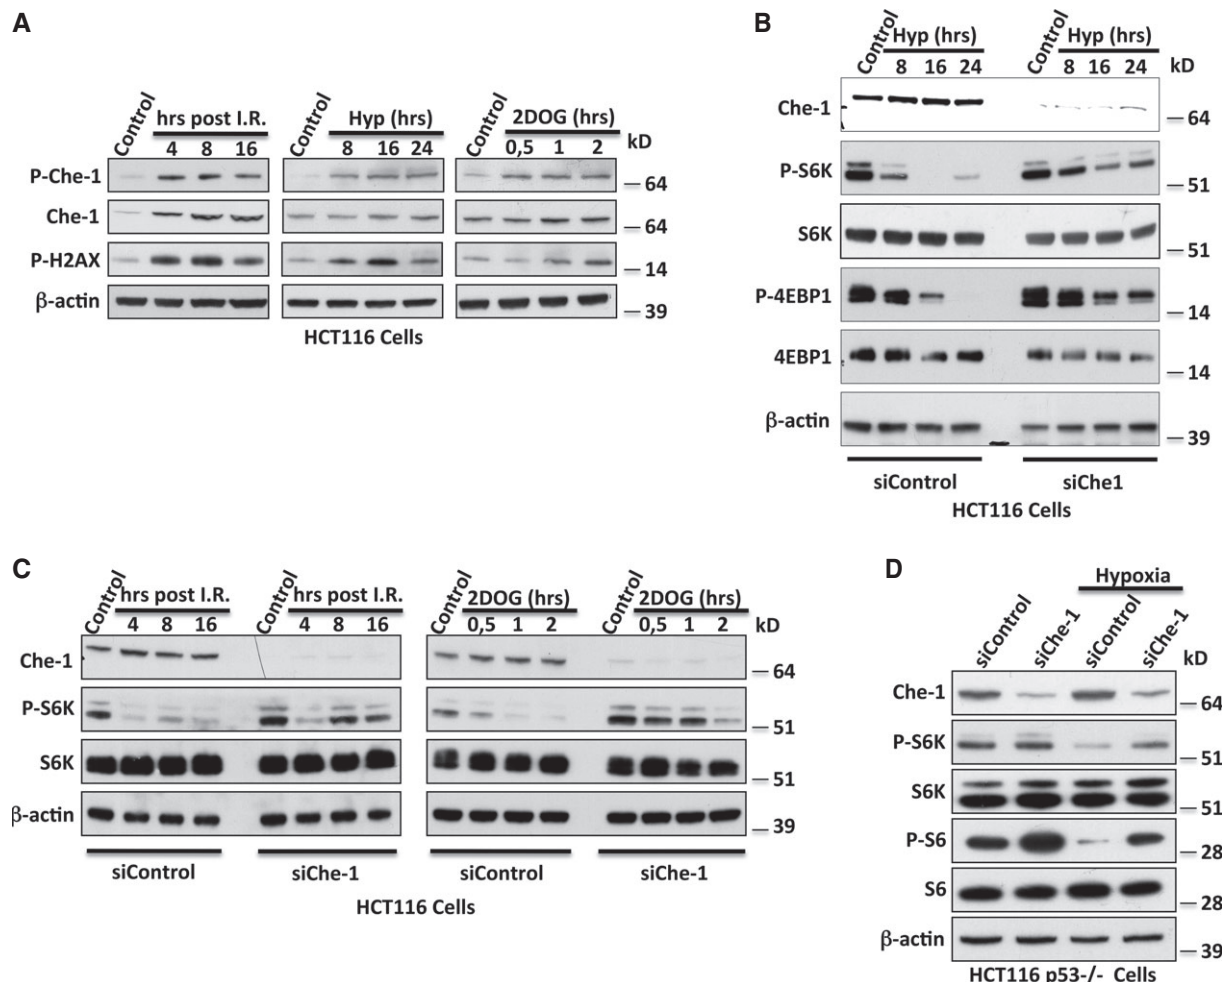 A
Control
hrs post I.R.
4 8 16
Control
Hyp (hrs)
8 16 24
Control
2DOG (hrs)
0,5 1 2
kD
P-Che-1
64
Che-1
64
P-H2AX
14
β-actin
39
HCT116 Cells
B
Control
Hyp (hrs)
8 16 24
Control
Hyp (hrs)
8 16 24
kD
Che-1
64
P-S6K
51
S6K
51
P-4EBP1
14
4EBP1
14
β-actin
39
siControl
siChe1
HCT116 Cells
C
Control
hrs post I.R.
4 8 16
Control
hrs post I.R.
4 8 16
Control
2DOG (hrs)
0,5 1 2
Control
2DOG (hrs)
0,5 1 2
kD
Che-1
64
P-S6K
51
S6K
51
β-actin
39
siControl
siChe-1
siControl
siChe-1
HCT116 Cells
D
Hypoxia
siControl
siChe-1
siControl
siChe-1
kD
Che-1
64
P-S6K
51
S6K
51
P-S6
28
S6
28
β-actin
39
HCT116 p53-/- Cells